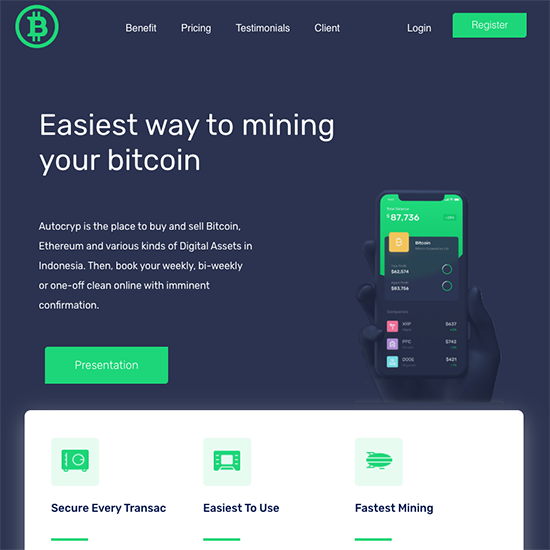 Benefit Pricing Testimonials Client Login Register
Easiest way to mining
your bitcoin
Autocryp is the place to buy and sell Bitcoin,
Ethereum and various kinds of Digital Assets in
Indonesia. Then, book your weekly, bi-weekly
or one-off clean online with imminent
confirmation.
Total balance
$ 87,736
Bitcoin
$62,574
$83,756
XRP $637
PPC $742
DOGE $421
Presentation
Secure Every Transac Easiest To Use Fastest Mining